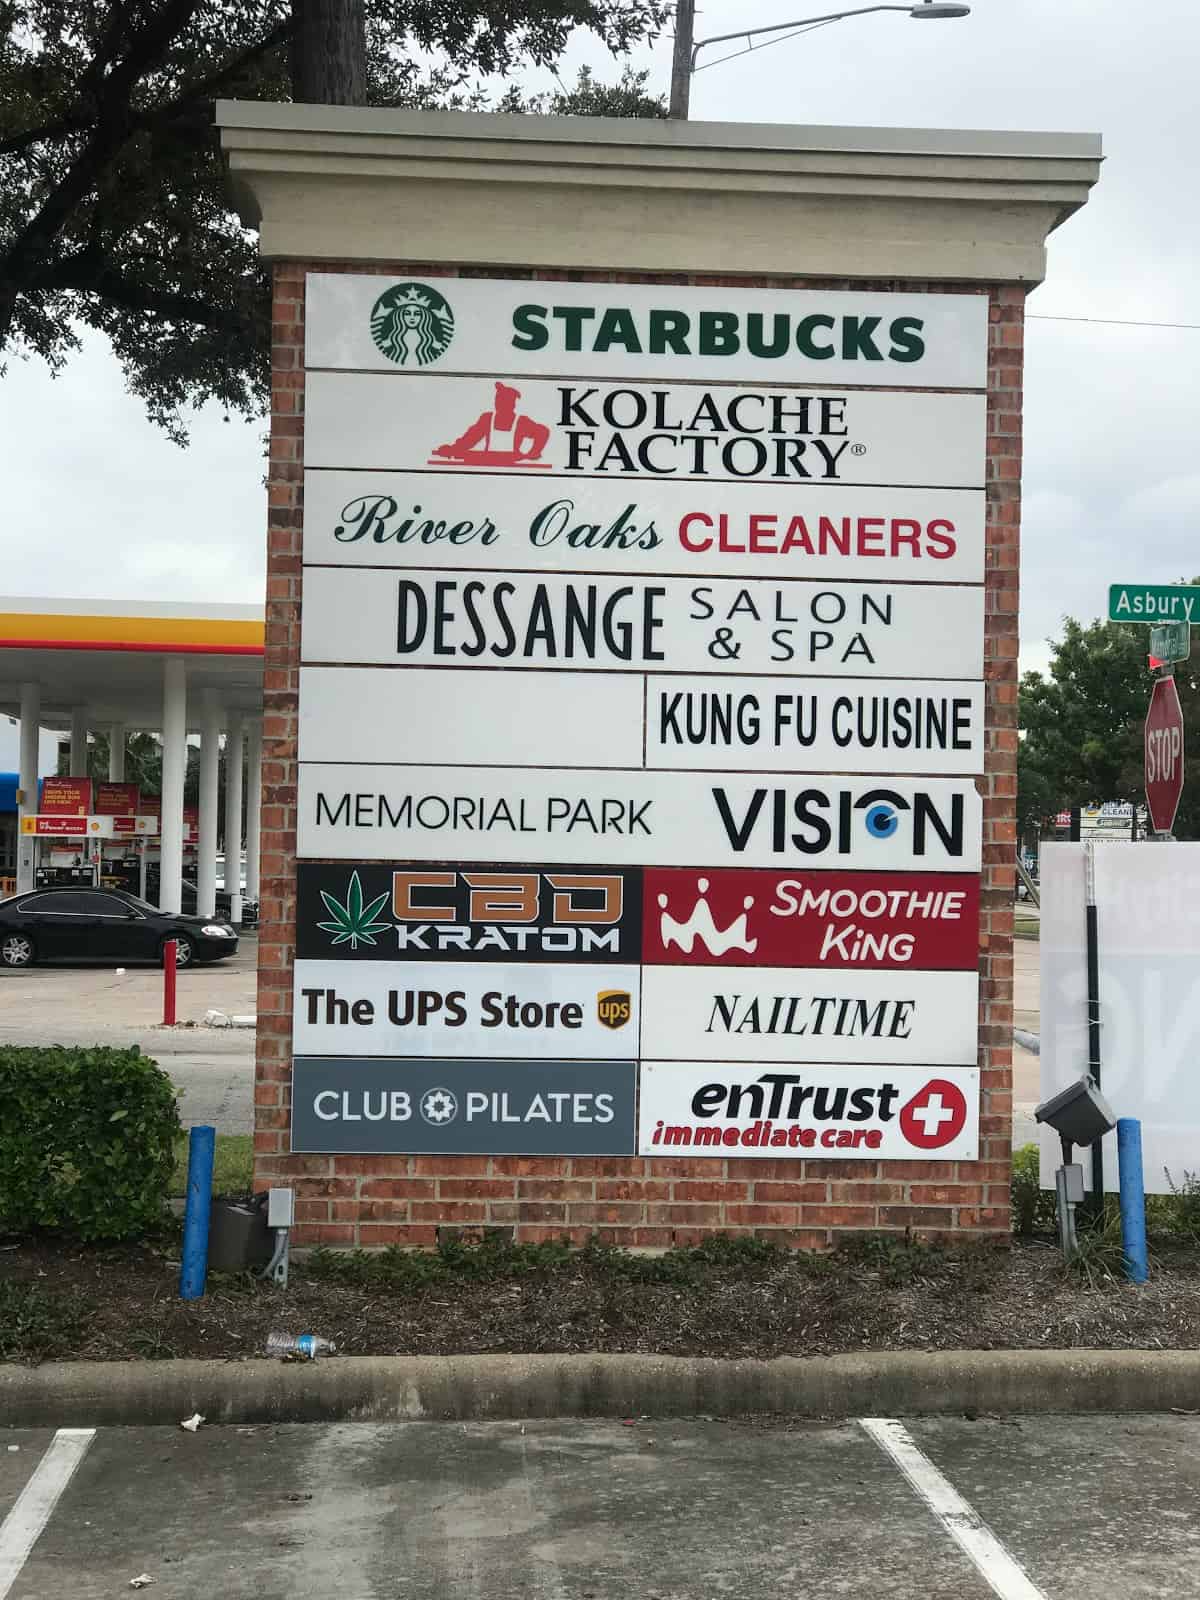 STARBUCKS
KOLACHE
FACTORY®
River Oaks CLEANERS
DESSANGE SALON
& SPA
KUNG FU CUISINE
MEMORIAL PARK VISION
CBD
KRATOM
SMOOTHIE
KiNG
The UPS Store ups
NAILTIME
CLUB PILATES
enTrust
immediate care
Asbury
STOP